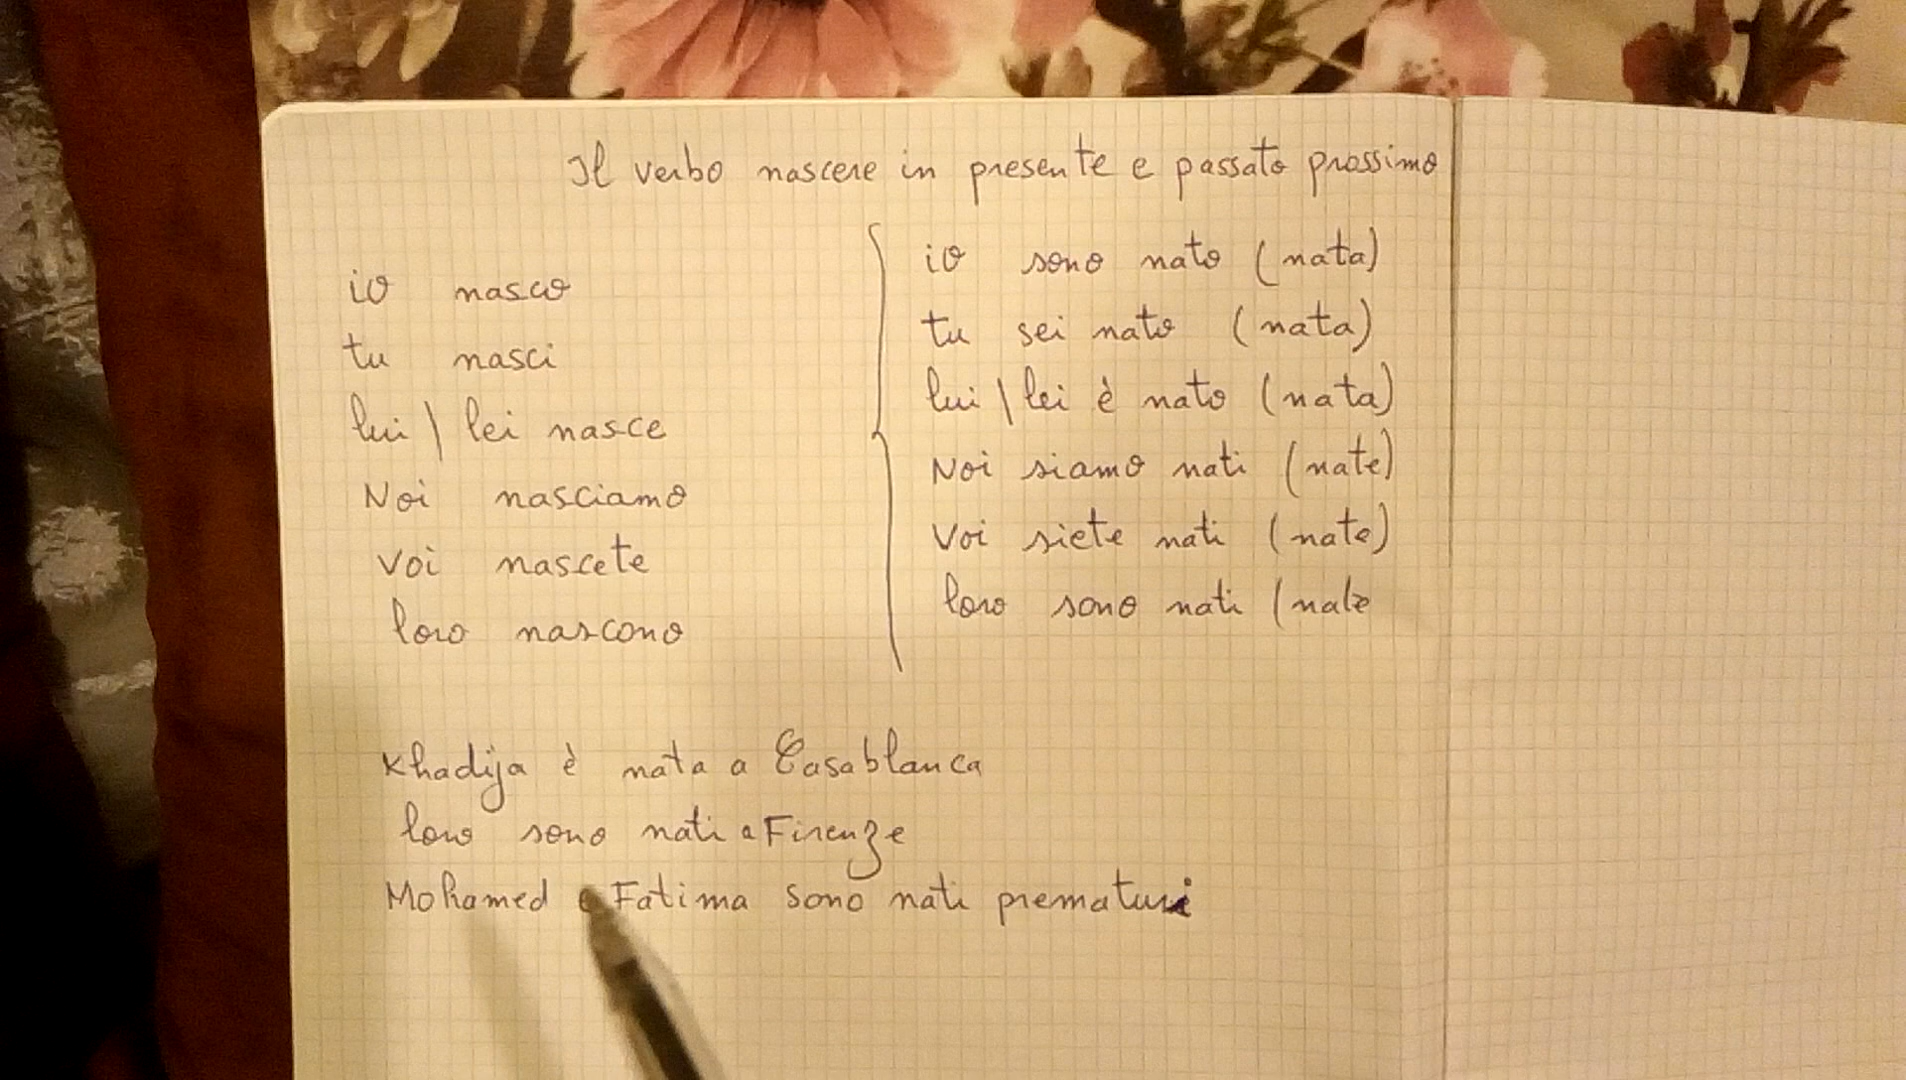 Il verbo nascere in presente e passato prossimo
io nasco
tu nasci
lui | lei nasce
Noi nasciamo
Voi nascete
loro nascono
io sono nato (nata)
tu sei nato (nata)
lui | lei è nato (nata)
Noi siamo nati (nate)
Voi siete nati (nate)
loro sono nati (nate
Khadija è nata a Casablanca
loro sono nati a Firenze
Mohamed e Fatima sono nati prematuri